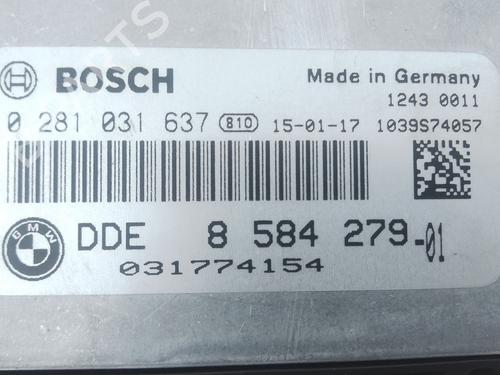 BOSCH
Made in Germany
1243 0011
0 281 031 637 810 15-01-17 1039S74057
BMW
DDE 8 584 279-01
031774154